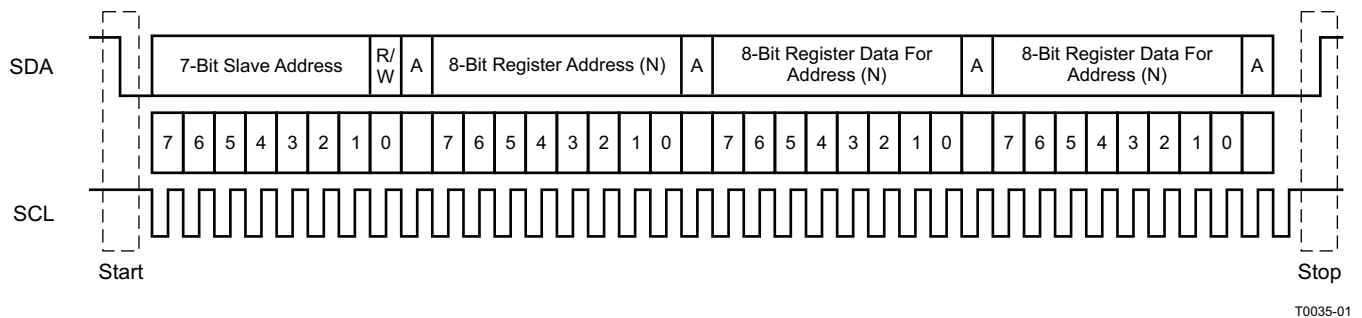 SDA
7-Bit Slave Address
R/
W
A
8-Bit Register Address (N)
A
8-Bit Register Data For
Address (N)
A
8-Bit Register Data For
Address (N)
A
7 6 5 4 3 2 1 0 7 6 5 4 3 2 1 0 7 6 5 4 3 2 1 0 7 6 5 4 3 2 1 0
SCL
Start
Stop
T0035-01